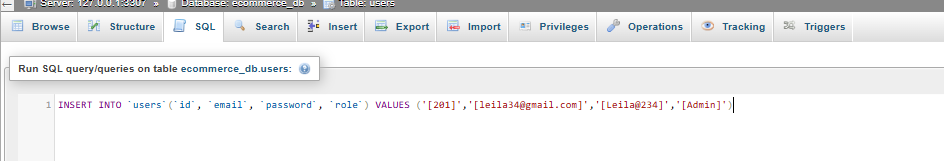 Server: 127.0.0.1:3307 » Database: ecommerce_db » Table: users
Browse Structure SQL Search Insert Export Import Privileges Operations Tracking Triggers
Run SQL query/queries on table ecommerce_db.users:
1 INSERT INTO `users`(`id`, `email`, `password`, `role`) VALUES ('[201]','[leila34@gmail.com]','[Leila@234]','[Admin]')